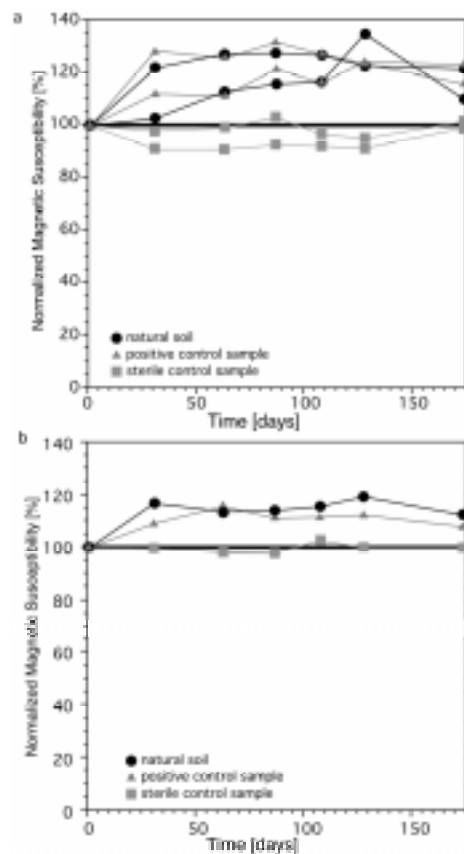 a
140
120
100
80
60
40
20
0
Normalized Magnetic Susceptibility [%]
natural soil
positive control sample
sterile control sample
0 50 100 150
Time [days]
b
140
120
100
80
60
40
20
0
Normalized Magnetic Susceptibility [%]
natural soil
positive control sample
sterile control sample
0 50 100 150
Time [days]